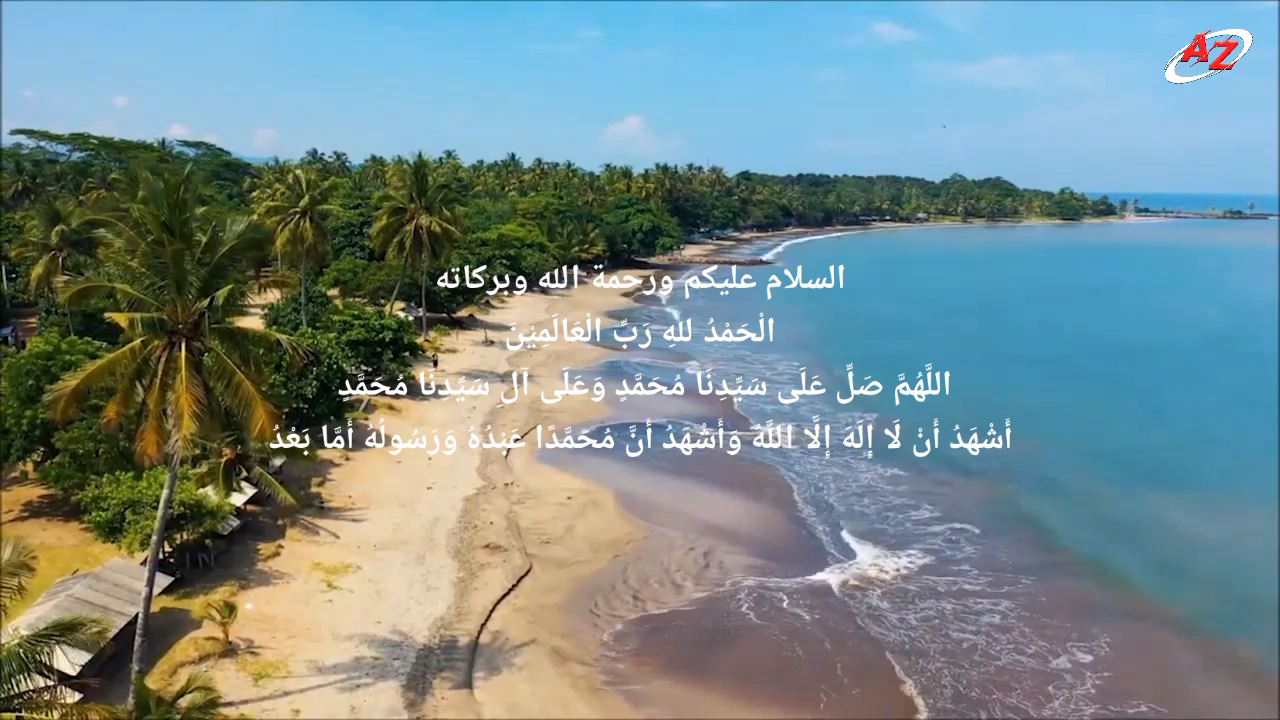 AZ
السلام عليكم ورحمة الله وبركاته
الْحَمْدُ للهِ رَبِّ الْعَالَمِيْنَ
اللَّهُمَّ صَلِّ عَلَى سَيِّدِنَا مُحَمَّدٍ وَعَلَى آلِ سَيِّدِنَا مُحَمَّدٍ
أَشْهَدُ أَنْ لَا إِلَهَ إِلَّا اللَّهُ وَأَشْهَدُ أَنَّ مُحَمَّدًا عَبْدُهُ وَرَسُولُهُ أَمَّا بَعْدُ